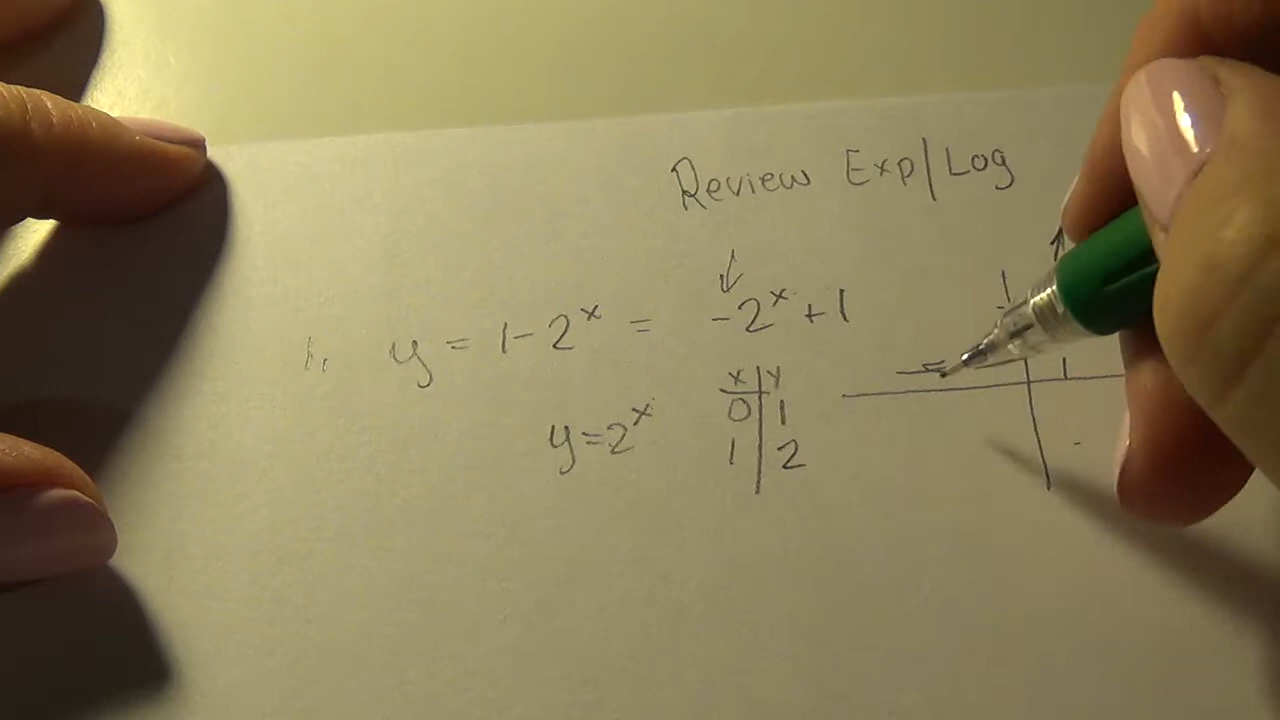 Review Exp/Log
1. y = 1-2^x = -2^x + 1
y=2^x
x y
0 1
1 2
1
1